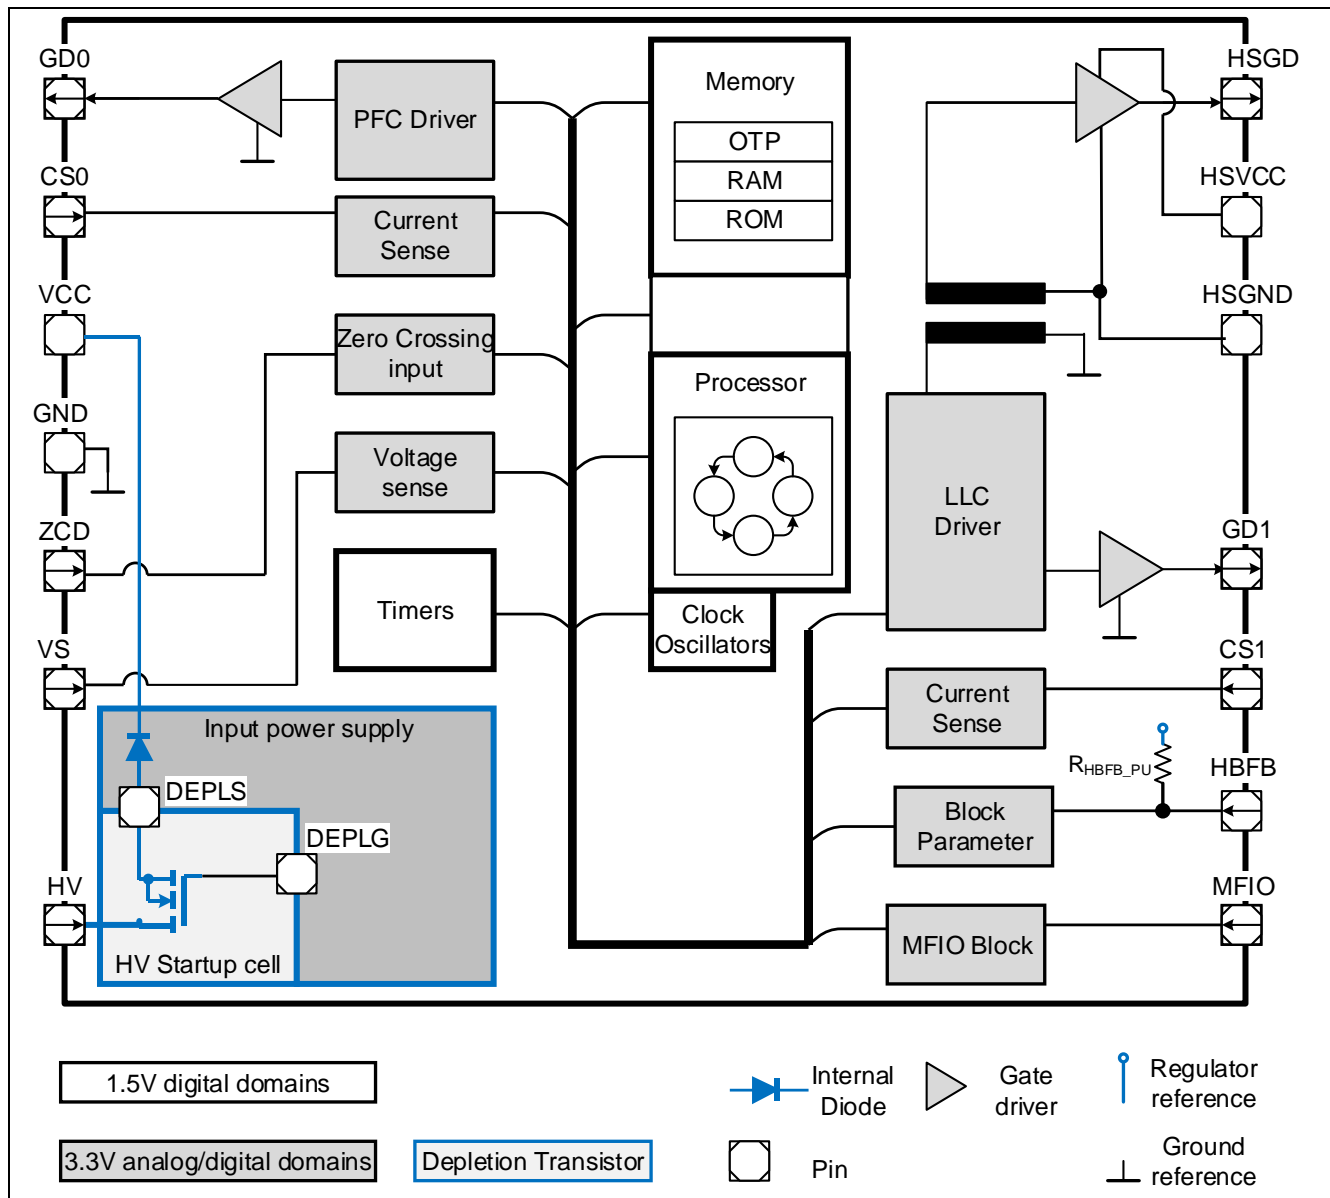 GD0
CS0
VCC
GND
ZCD
VS
HV
PFC Driver
Current
Sense
Zero Crossing
input
Voltage
sense
Timers
Input power supply
DEPLS
DEPLG
HV Startup cell
Memory
OTP
RAM
ROM
Processor
Clock
Oscillators
LLC
Driver
Current
Sense
RHBFB_PU
Block
Parameter
MFIO Block
HSGD
HSVCC
HSGND
GD1
CS1
HBFB
MFIO
1.5V digital domains
3.3V analog/digital domains
Depletion Transistor
Internal
Diode
Pin
Gate
driver
Regulator
reference
Ground
reference